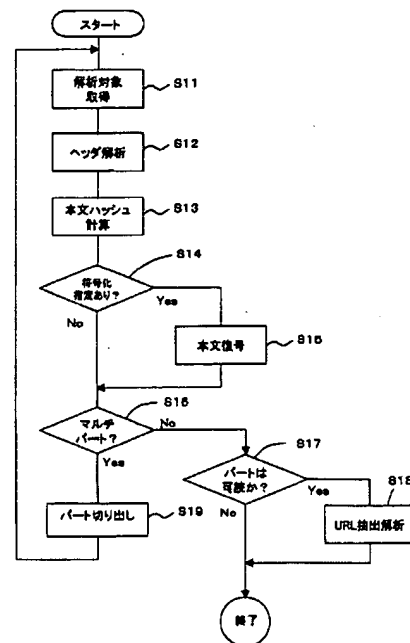 スタート
解析対象
取得
S11
ヘッダ解析
S12
本文ハッシュ
計算
S13
S14
符号化
指定あり?
Yes
No
本文復号
S15
S16
マルチ
パート?
No
Yes
S17
パートは
可読か?
Yes
No
S18
URL抽出解析
パート切り出し
S19
終了